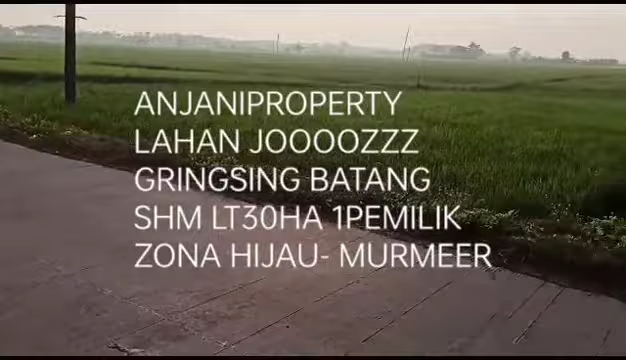 ANJANIPROPERTY
LAHAN JOOOOZZZ
GRINGSING BATANG
SHM LT30HA 1PEMILIK
ZONA HIJAU- MURMEER